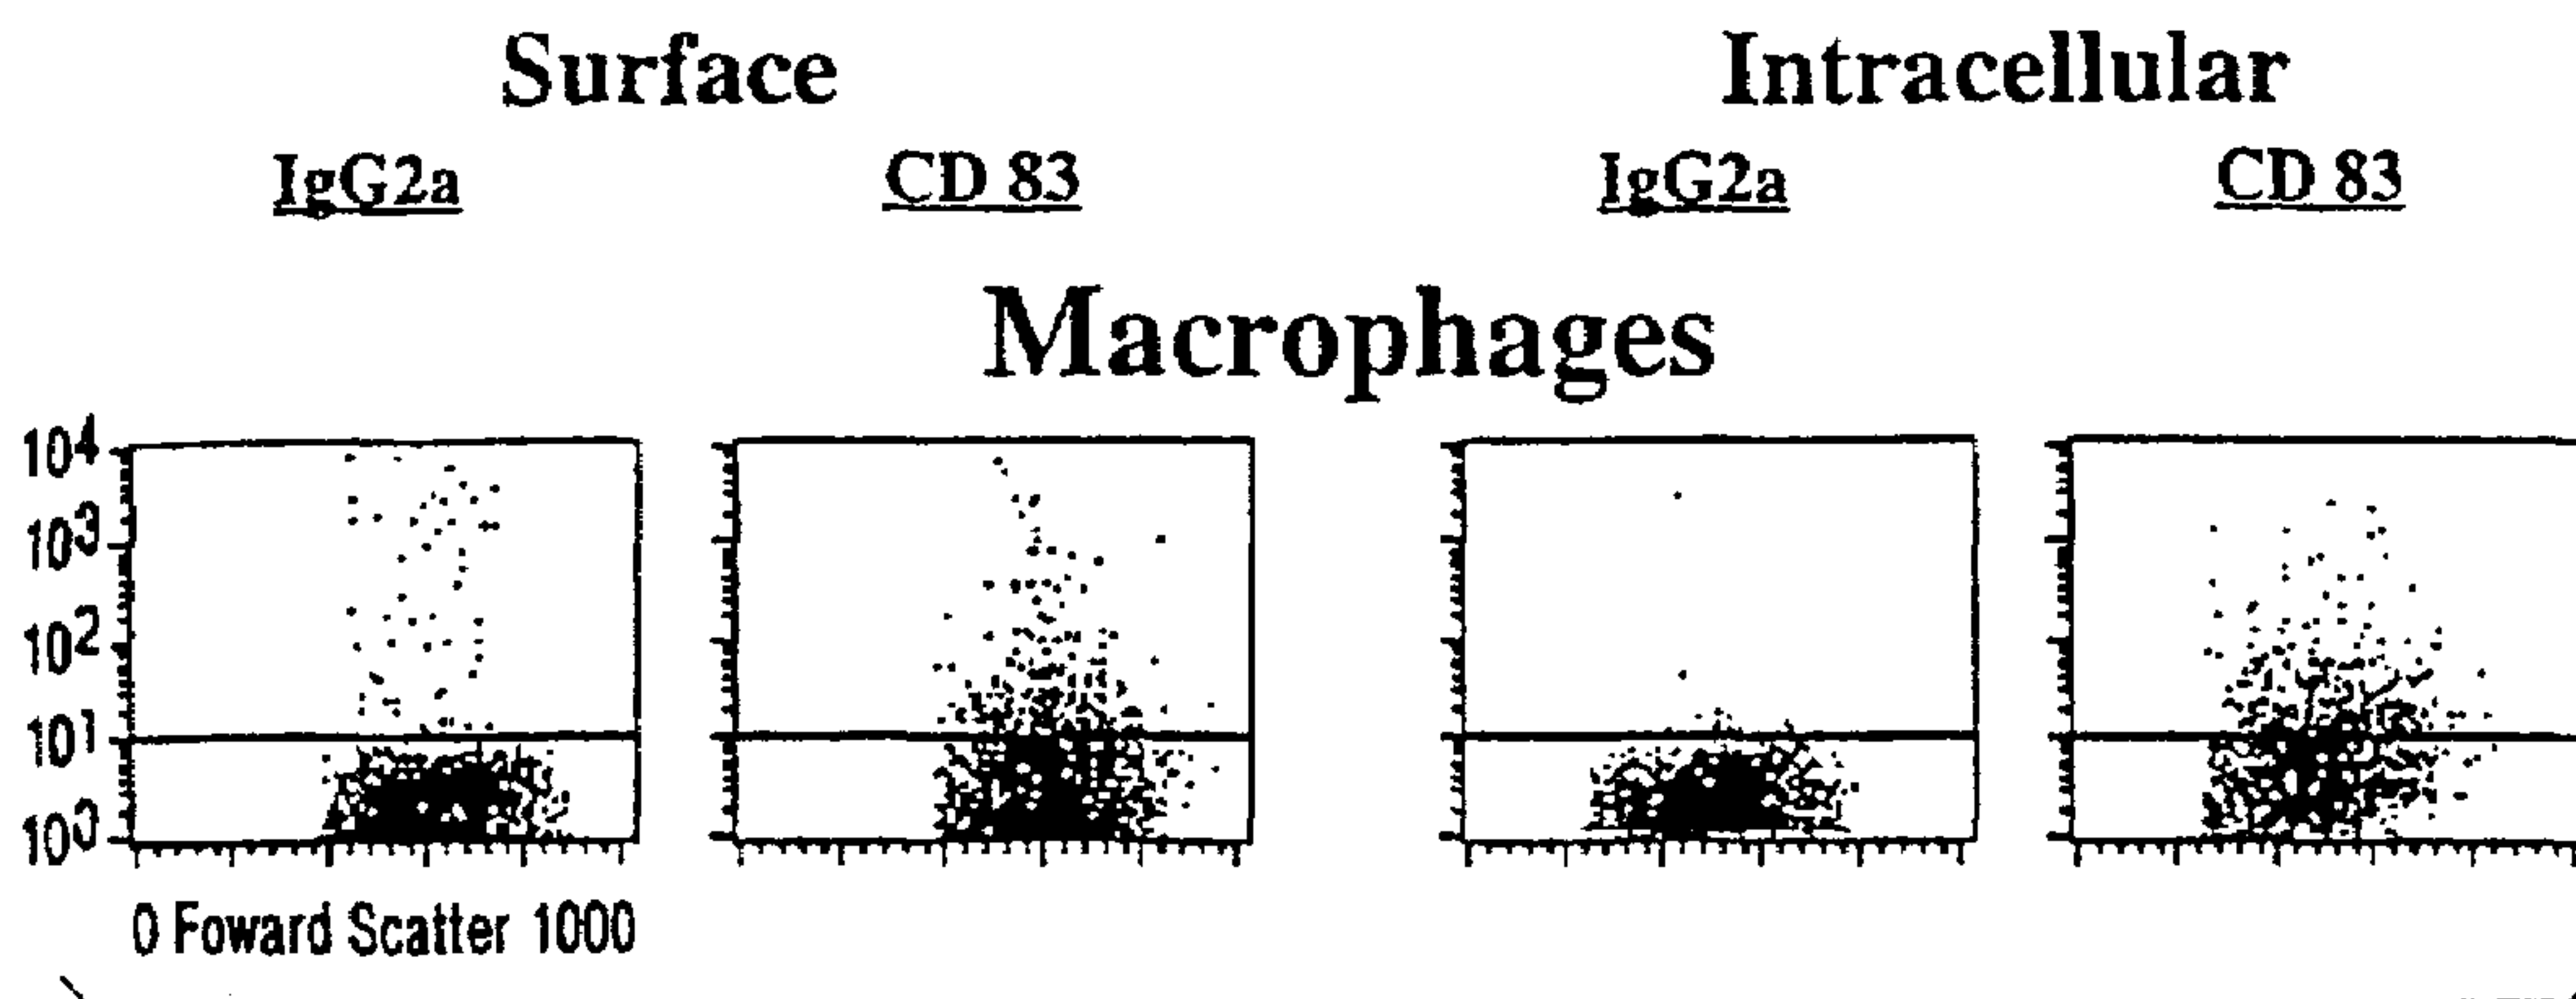 Surface Intracellular
IgG2a CD 83 IgG2a CD 83
Macrophages
10⁴
10³
10²
10¹
10⁰
0 Foward Scatter 1000